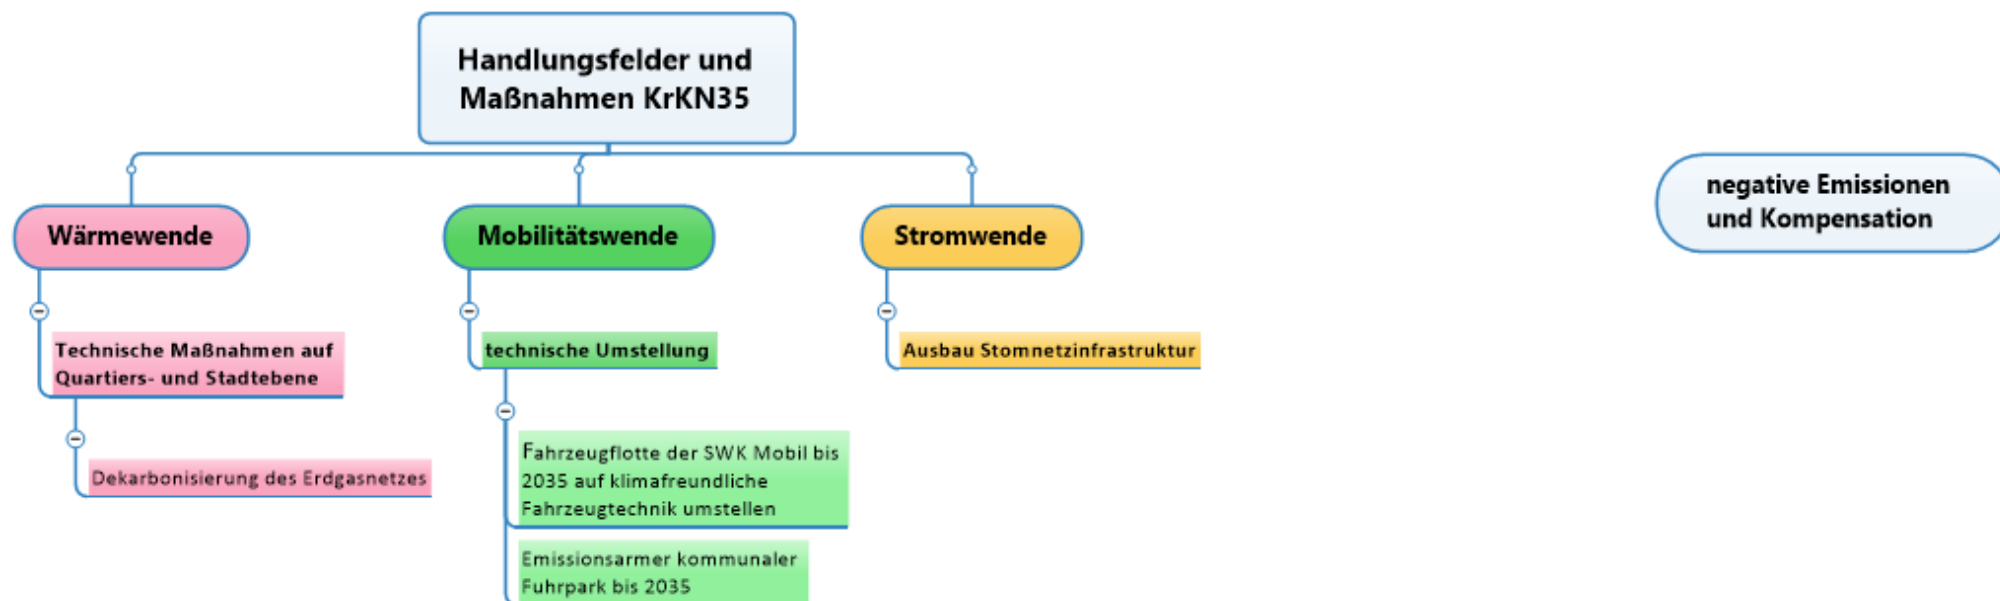 Handlungsfelder und
Maßnahmen KrKN35
negative Emissionen
und Kompensation
Wärmewende
Mobilitätswende
Stromwende
Technische Maßnahmen auf
Quartiers- und Stadtebene
technische Umstellung
Ausbau Stomnetzinfrastruktur
Dekarbonisierung des Erdgasnetzes
Fahrzeugflotte der SWK Mobil bis
2035 auf klimafreundliche
Fahrzeugtechnik umstellen
Emissionsarmer kommunaler
Fuhrpark bis 2035